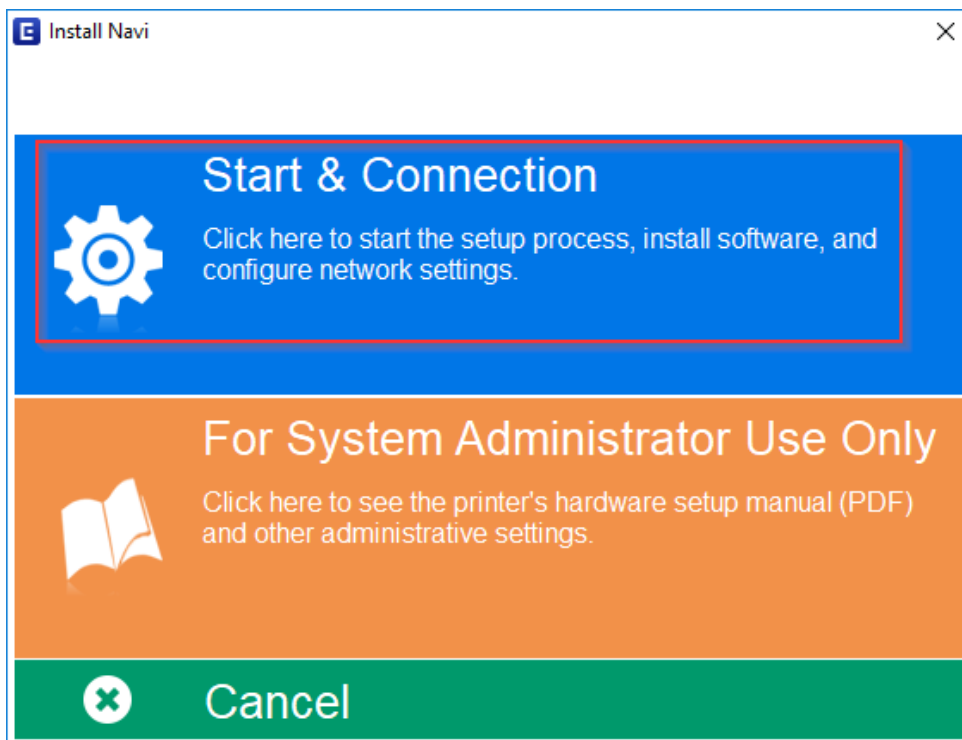 Install Navi
Start & Connection
Click here to start the setup process, install software, and
configure network settings.
For System Administrator Use Only
Click here to see the printer's hardware setup manual (PDF)
and other administrative settings.
Cancel